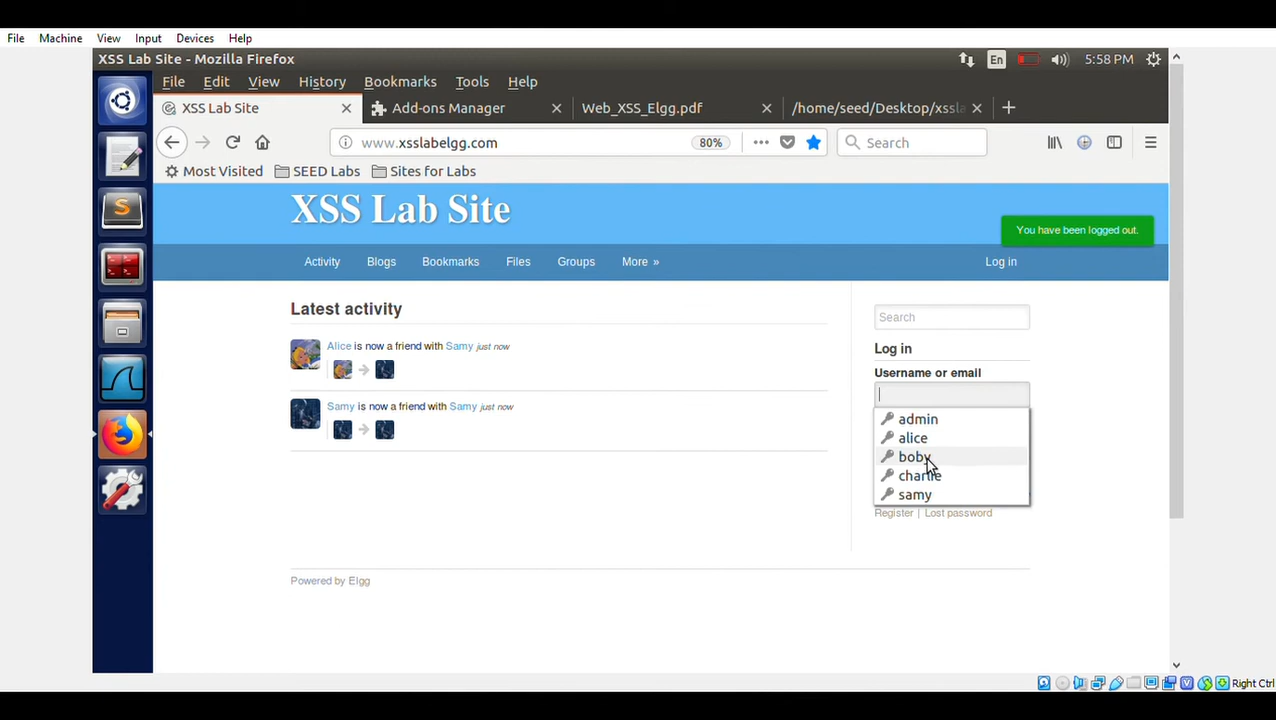 File Machine View Input Devices Help
XSS Lab Site - Mozilla Firefox En 5:58 PM
File Edit View History Bookmarks Tools Help
XSS Lab Site Add-ons Manager Web_XSS_Elgg.pdf /home/seed/Desktop/xssla
www.xsslabelgg.com 80% Search
Most Visited SEED Labs Sites for Labs
XSS Lab Site
You have been logged out.
Activity Blogs Bookmarks Files Groups More » Log in
Latest activity
Alice is now a friend with Samy just now
Samy is now a friend with Samy just now
Search
Log in
Username or email
admin
alice
boby
charlie
samy
Register | Lost password
Powered by Elgg
Right Ctrl